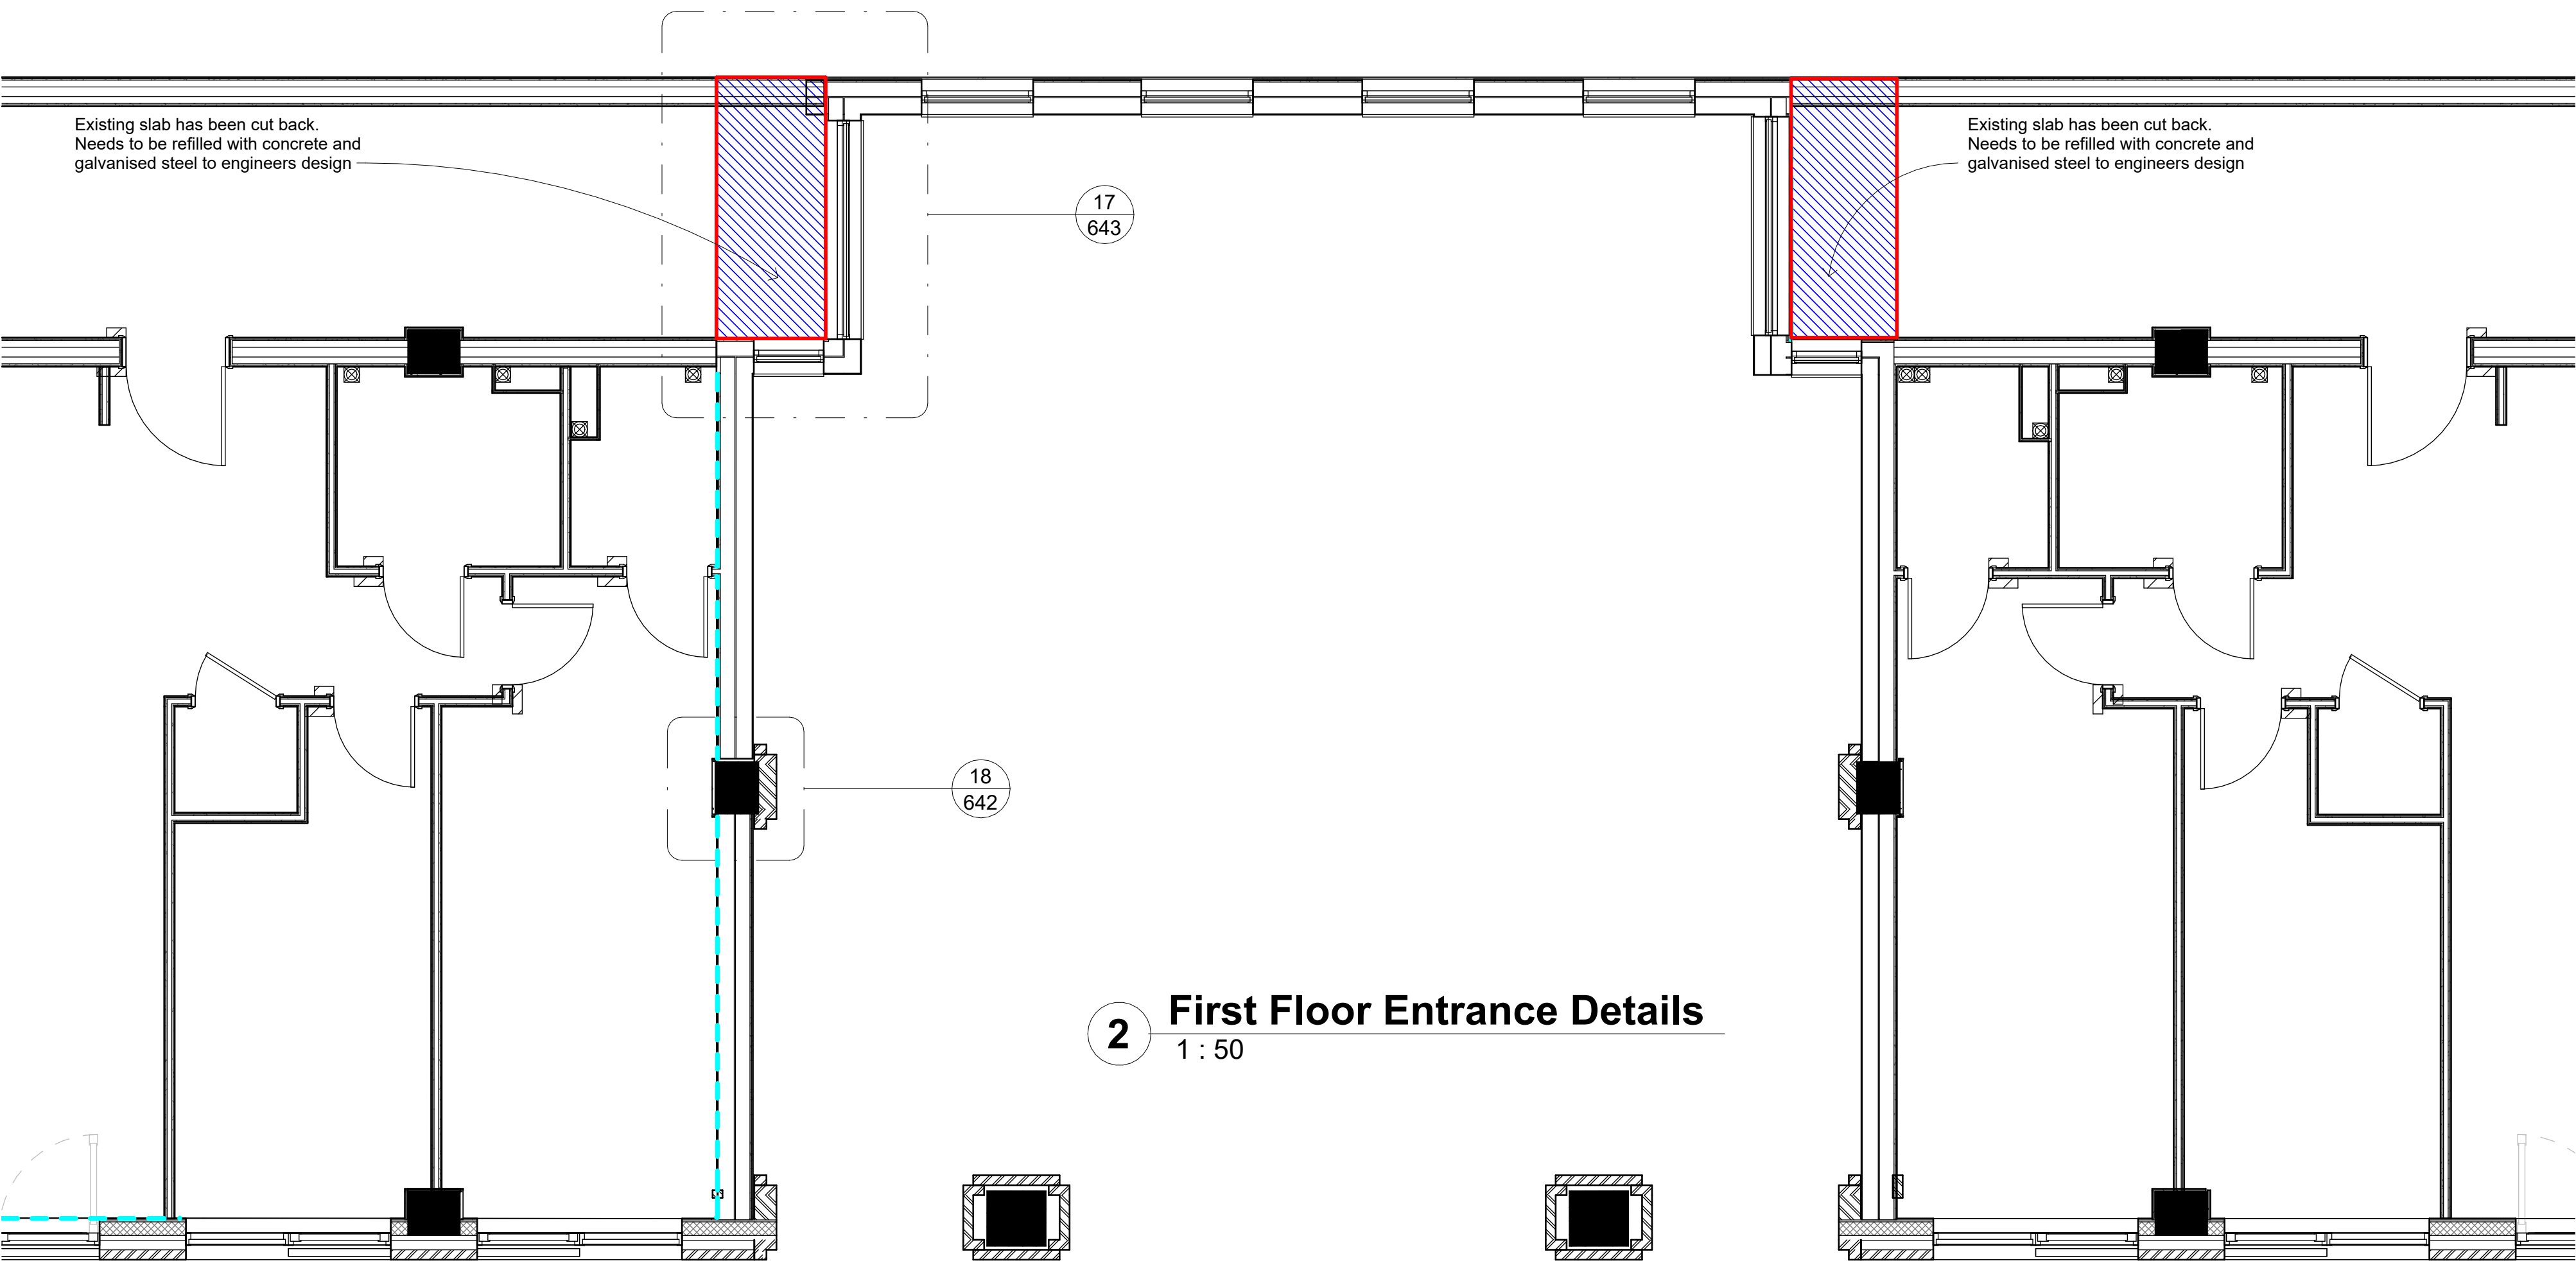 Existing slab has been cut back.
Needs to be refilled with concrete and
galvanised steel to engineers design
Existing slab has been cut back.
Needs to be refilled with concrete and
galvanised steel to engineers design
17
643
18
642
2
First Floor Entrance Details
1 : 50